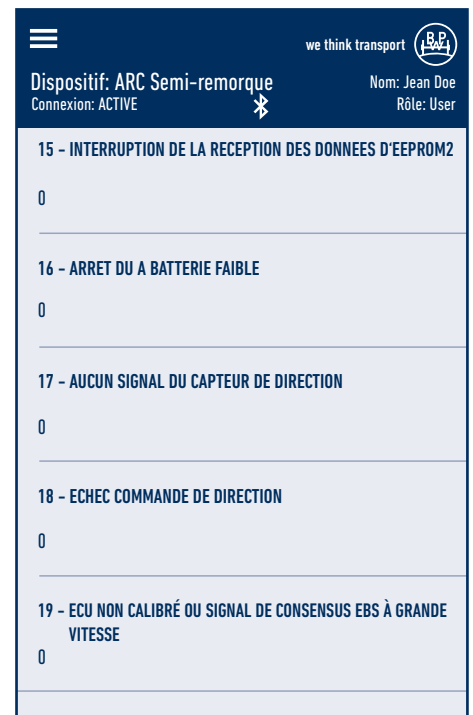 we think transport BPW
Dispositif: ARC Semi-remorque
Nom: Jean Doe
Connexion: ACTIVE
Rôle: User
15 - INTERRUPTION DE LA RECEPTION DES DONNEES D'EEPROM2
0
16 - ARRET DU A BATTERIE FAIBLE
0
17 - AUCUN SIGNAL DU CAPTEUR DE DIRECTION
0
18 - ECHEC COMMANDE DE DIRECTION
0
19 - ECU NON CALIBRÉ OU SIGNAL DE CONSENSUS EBS À GRANDE
VITESSE
0